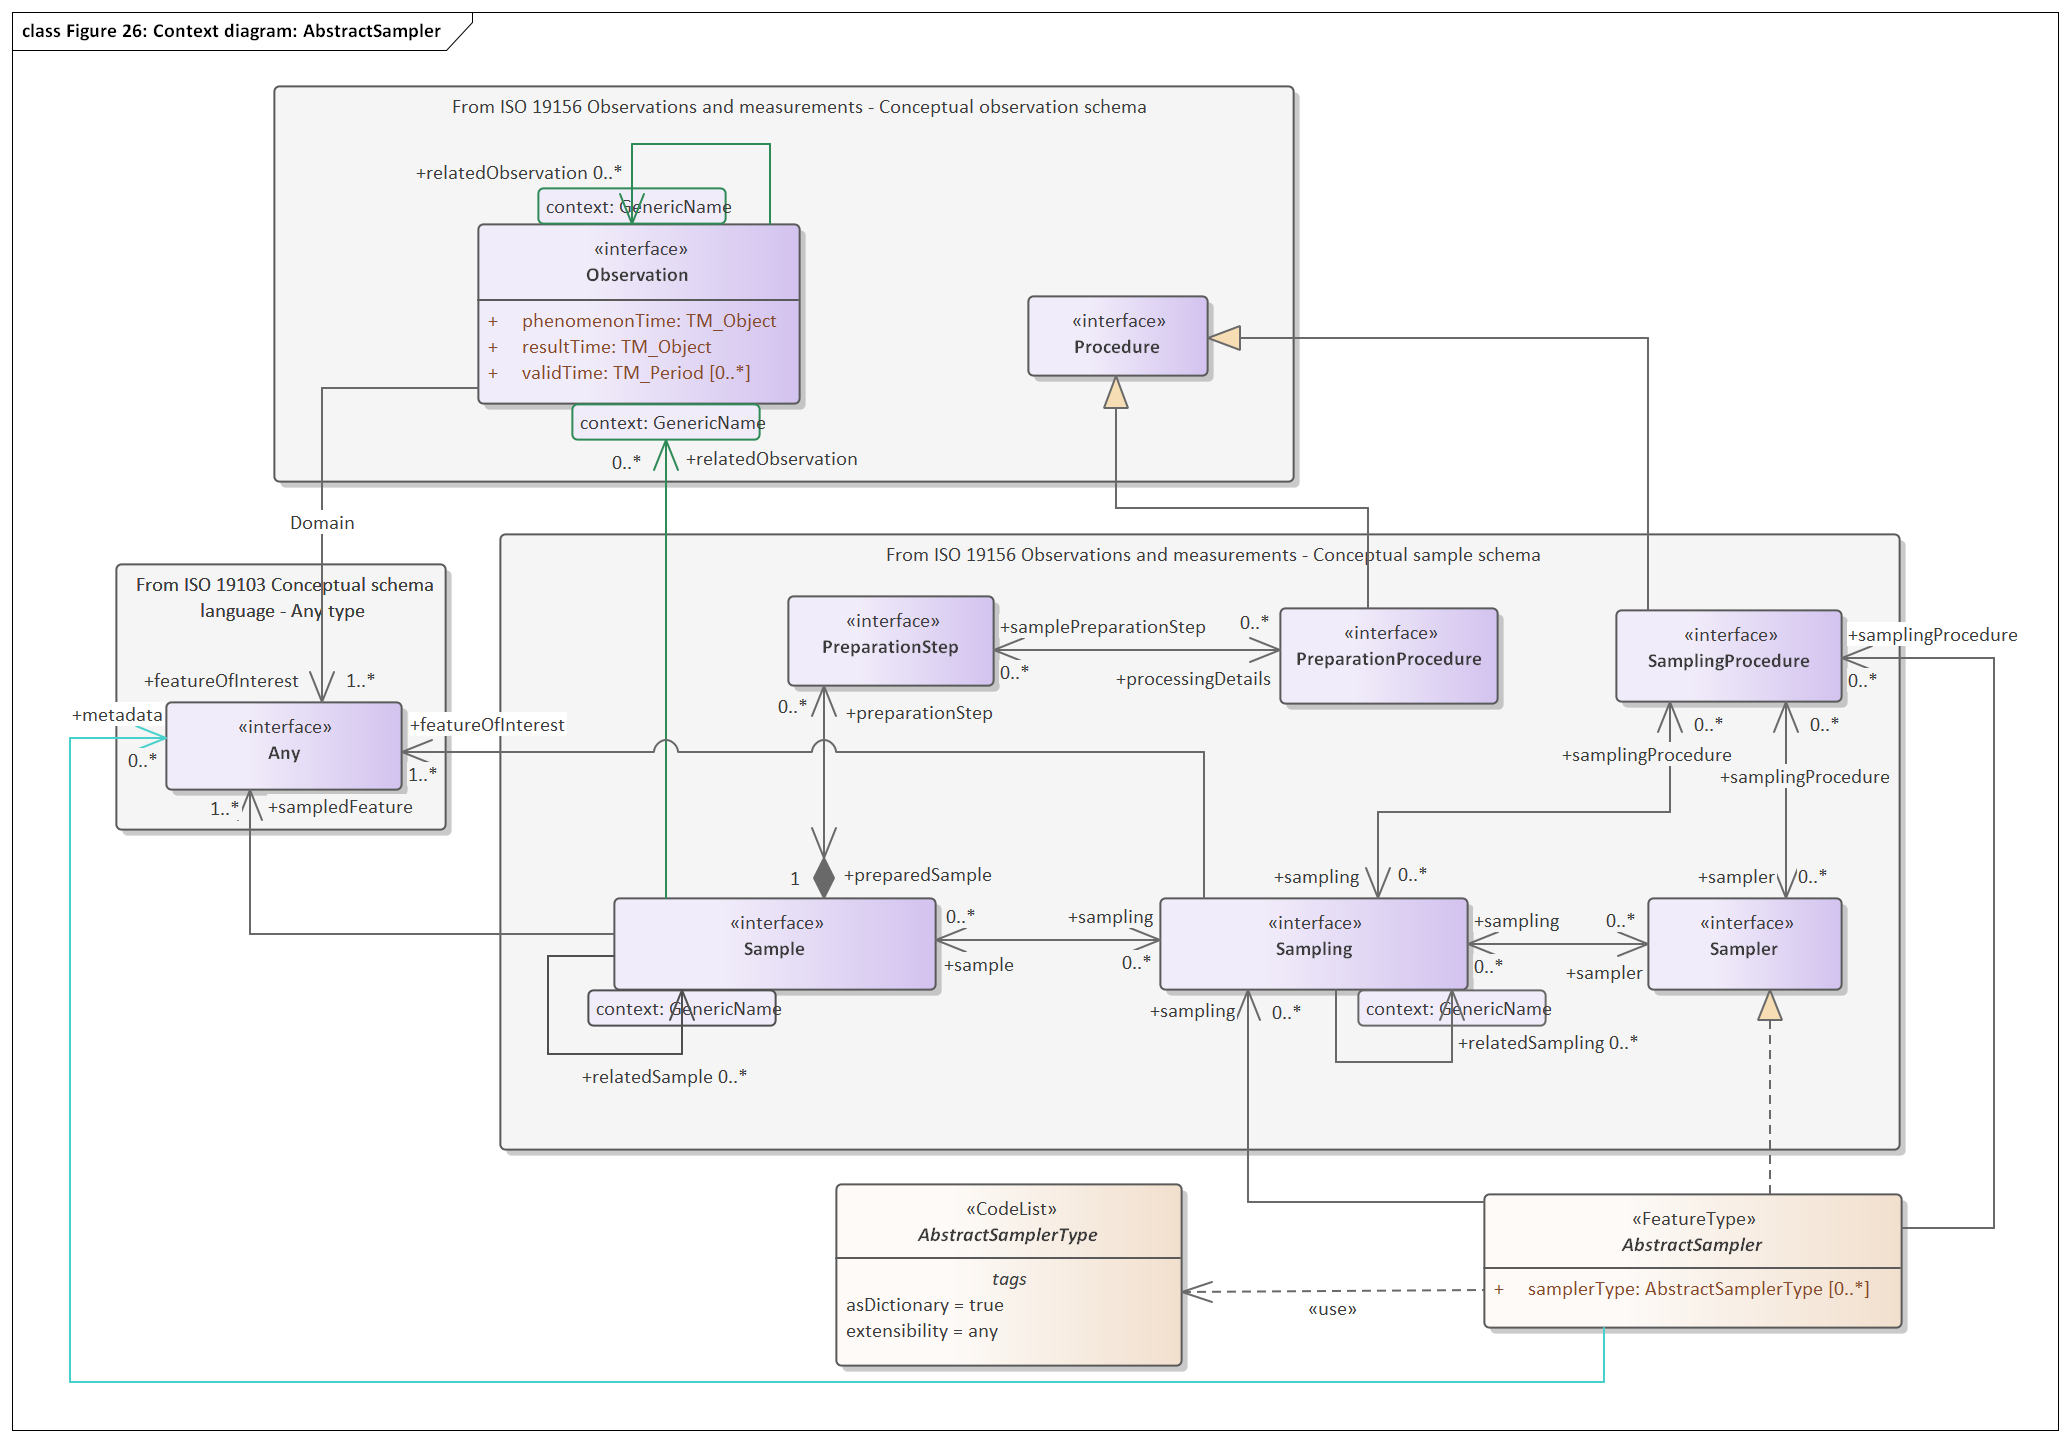 class Figure 26: Context diagram: AbstractSampler
From ISO 19156 Observations and measurements - Conceptual observation schema
+relatedObservation 0..*
context: GenericName
«interface»
Observation
+ phenomenonTime: TM_Object
+ resultTime: TM_Object
+ validTime: TM_Period [0..*]
context: GenericName
0..*
+relatedObservation
«interface»
Procedure
Domain
From ISO 19103 Conceptual schema
language - Any type
+featureOfInterest
1..*
+metadata
0..*
«interface»
Any
+featureOfInterest
1..*
1..*
+sampledFeature
From ISO 19156 Observations and measurements - Conceptual sample schema
«interface»
PreparationStep
+samplePreparationStep
0..*
0..*
+processingDetails
«interface»
PreparationProcedure
«interface»
SamplingProcedure
+samplingProcedure
0..*
0..*
+preparationStep
0..*
0..*
+samplingProcedure
+samplingProcedure
1
+preparedSample
+sampling
0..*
+sampler
0..*
«interface»
Sample
0..*
+sampling
+sample
0..*
«interface»
Sampling
+sampling
0..*
0..*
+sampler
«interface»
Sampler
context: GenericName
+relatedSample 0..*
+sampling
0..*
context: GenericName
+relatedSampling 0..*
«CodeList»
AbstractSamplerType
tags
asDictionary = true
extensibility = any
«use»
«FeatureType»
AbstractSampler
+ samplerType: AbstractSamplerType [0..*]